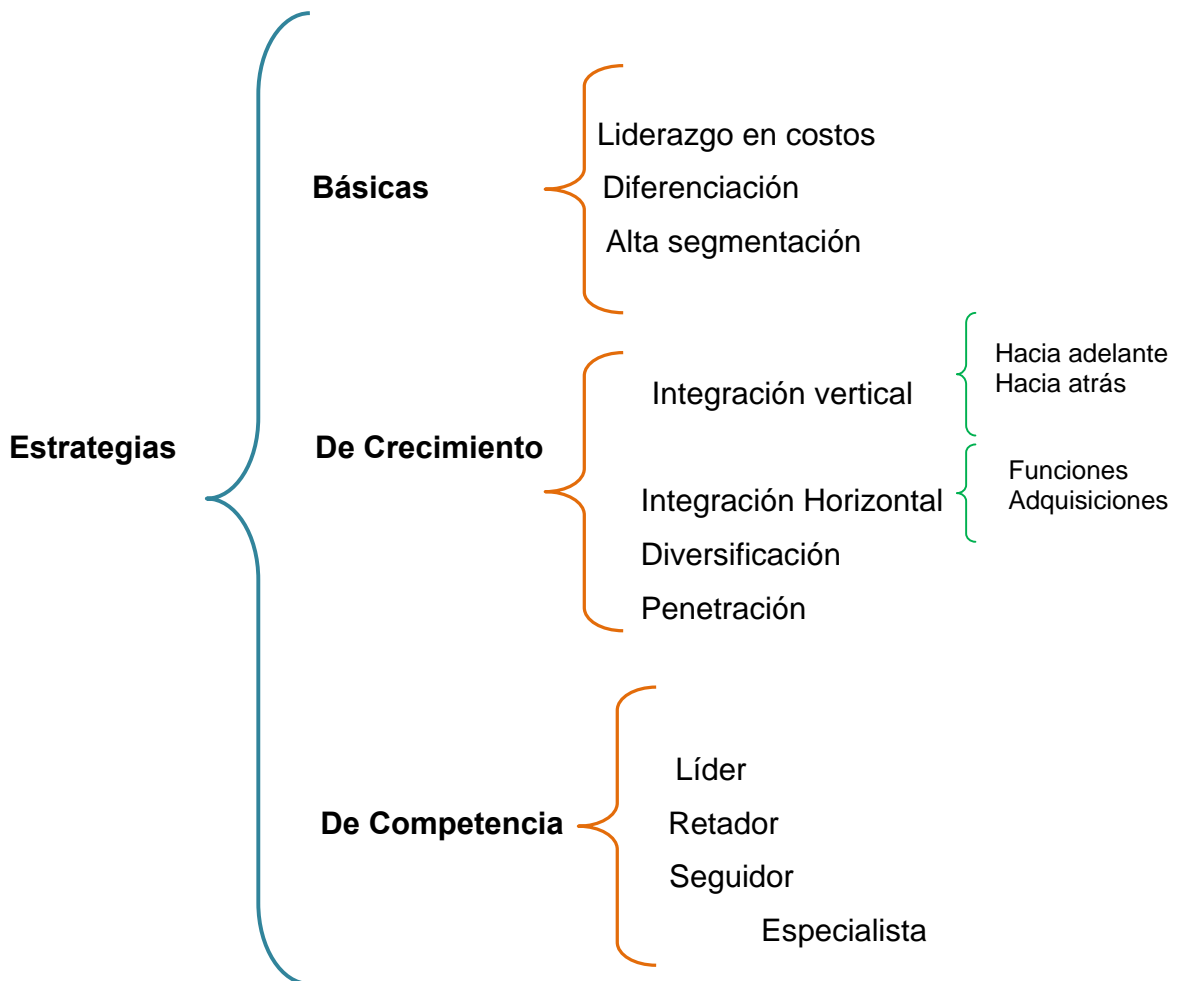 Estrategias
Básicas
Liderazgo en costos
Diferenciación
Alta segmentación
De Crecimiento
Integración vertical
Hacia adelante
Hacia atrás
Integración Horizontal
Funciones
Adquisiciones
Diversificación
Penetración
De Competencia
Líder
Retador
Seguidor
Especialista